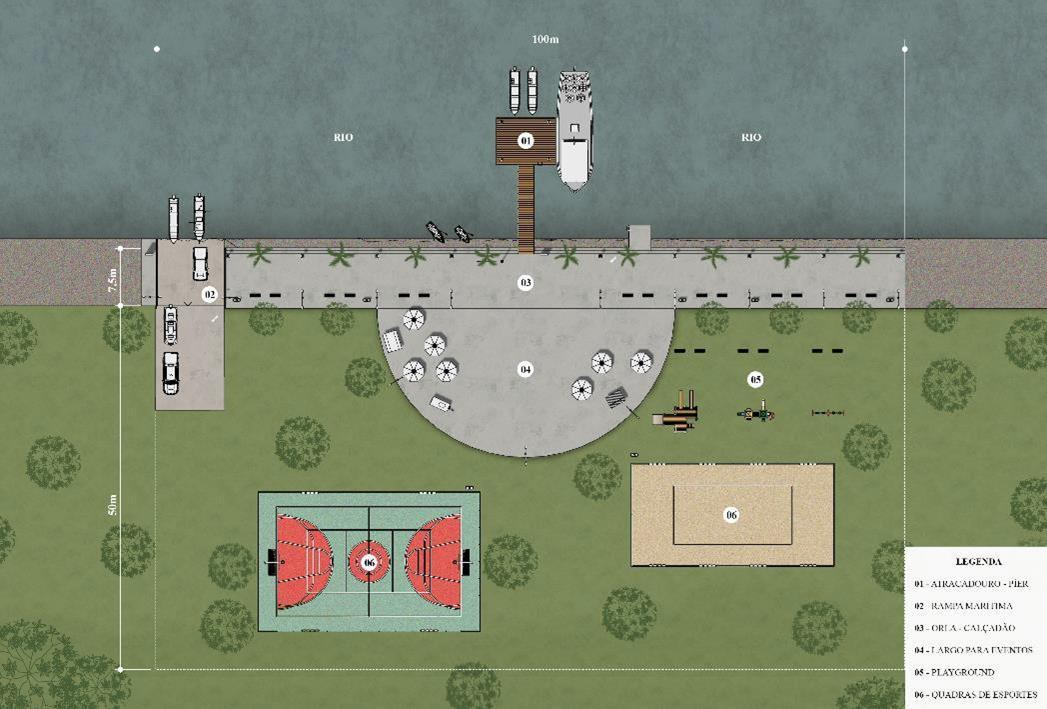 100m
RIO
RIO
01
7,5m
02
03
04
05
50m
06
06
LEGENDA
01 - ATRACADOURO - PÍER
02 - RAMPA MARÍTIMA
03 - ORLA - CALÇADÃO
04 - LARGO PARA EVENTOS
05 - PLAYGROUND
06 - QUADRAS DE ESPORTES